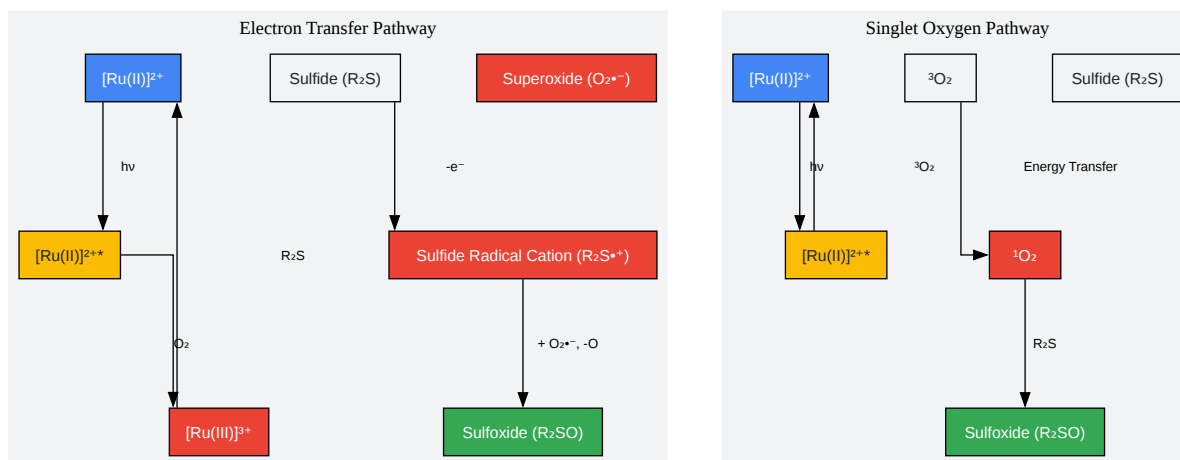 Electron Transfer Pathway
[Ru(II)]²⁺
Sulfide (R₂S)
Superoxide (O₂•⁻)
hν
-e⁻
[Ru(II)]²⁺*
R₂S
Sulfide Radical Cation (R₂S•⁺)
O₂
+ O₂•⁻, -O
[Ru(III)]³⁺
Sulfoxide (R₂SO)
Singlet Oxygen Pathway
[Ru(II)]²⁺
³O₂
Sulfide (R₂S)
hν
³O₂
Energy Transfer
[Ru(II)]²⁺*
¹O₂
R₂S
Sulfoxide (R₂SO)